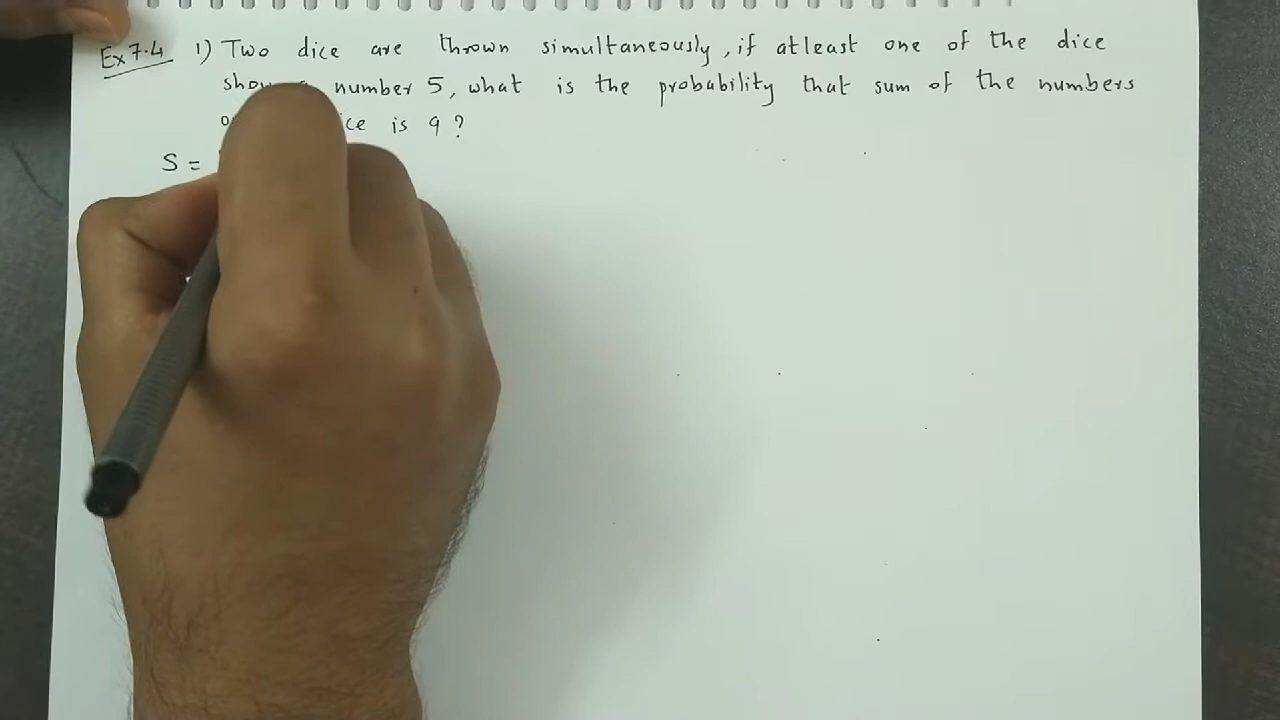 Ex 7.4 1) Two dice are thrown simultaneously, if atleast one of the dice
number 5, what is the probability that sum of the numbers
is 9 ?
S =